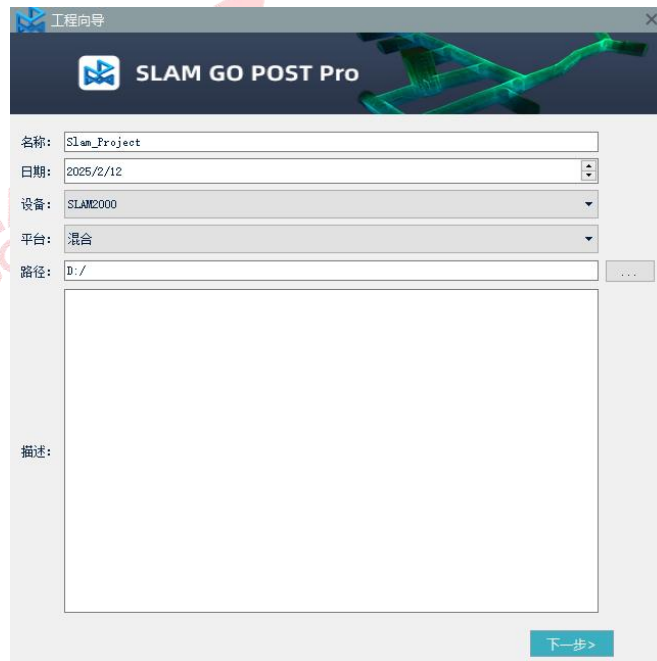 工程向导
SLAM GO POST Pro
名称: Slam_Project
日期: 2025/2/12
设备: SLAM2000
平台: 混合
路径: D:/ ...
描述:
下一步>